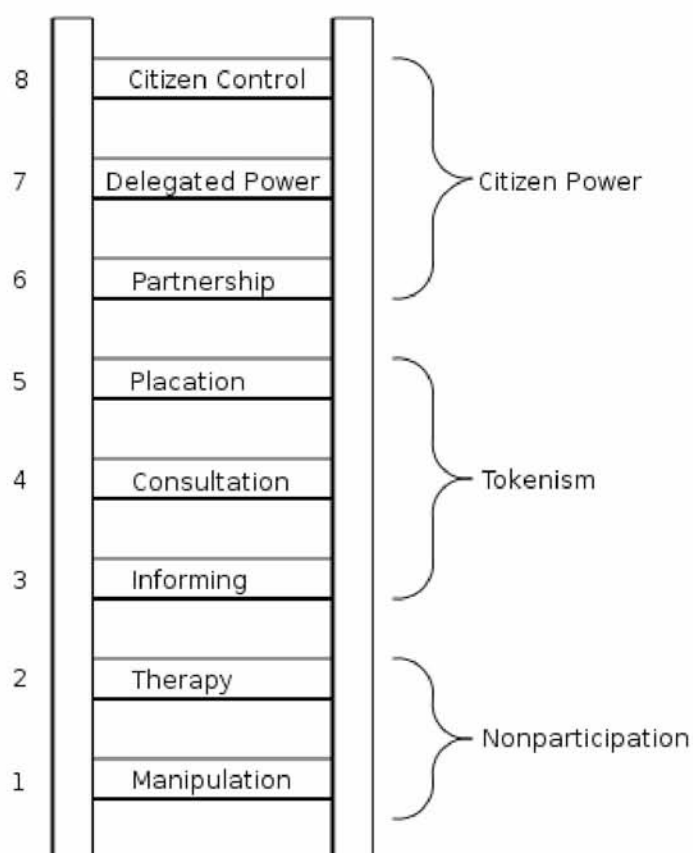 8 Citizen Control
7 Delegated Power
Citizen Power
6 Partnership
5 Placation
4 Consultation
Tokenism
3 Informing
2 Therapy
Nonparticipation
1 Manipulation